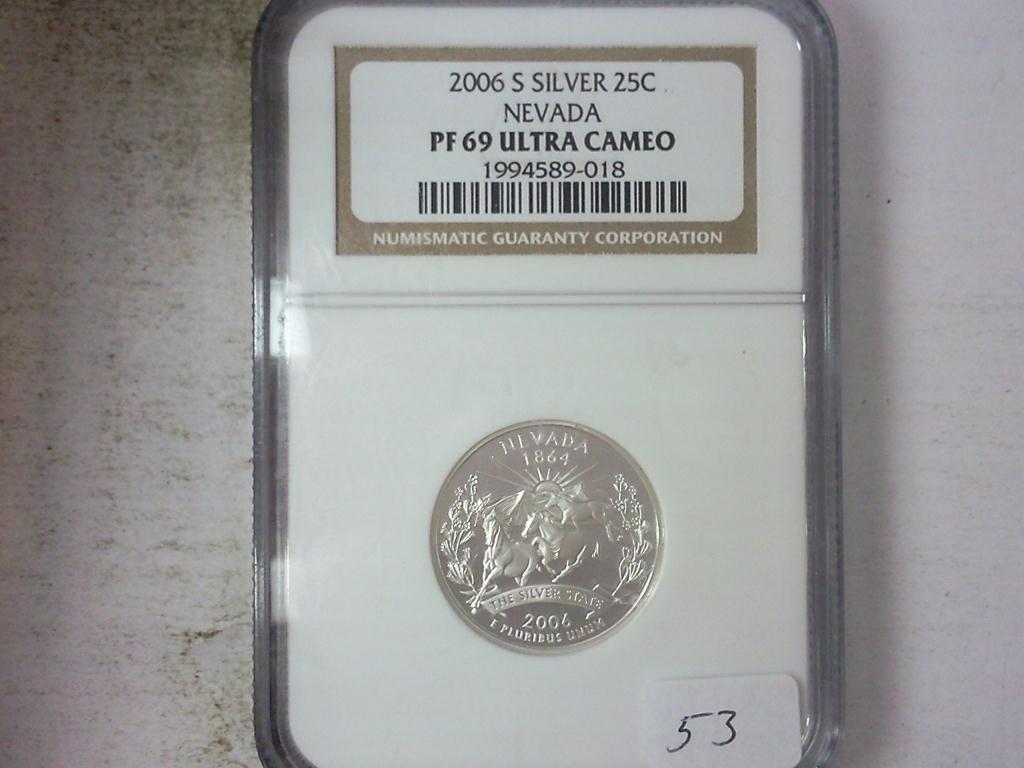 2006 S SILVER 25C
NEVADA
PF 69 ULTRA CAMEO
1994589-018
NUMISMATIC GUARANTY CORPORATION
NEVADA
1864
THE SILVER STATE
2006
E PLURIBUS UNUM
53